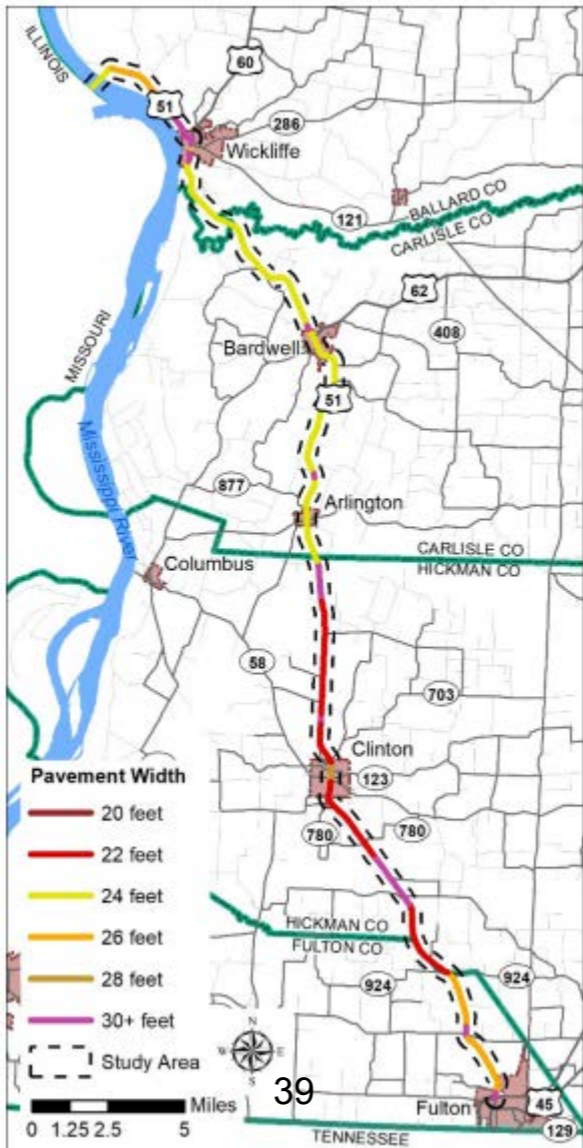 ILLINOIS
60
51
286
Wickliffe
121
BALLARD CO
CARLISLE CO
62
MISSOURI
408
Bardwell
51
Mississippi River
877
Arlington
Columbus
CARLISLE CO
HICKMAN CO
58
703
Clinton
123
780
780
Pavement Width
20 feet
22 feet
24 feet
26 feet
28 feet
30+ feet
Study Area
HICKMAN CO
FULTON CO
924
924
N
W
E
S
39
Miles
0 1.25 2.5 5
Fulton
45
129
TENNESSEE